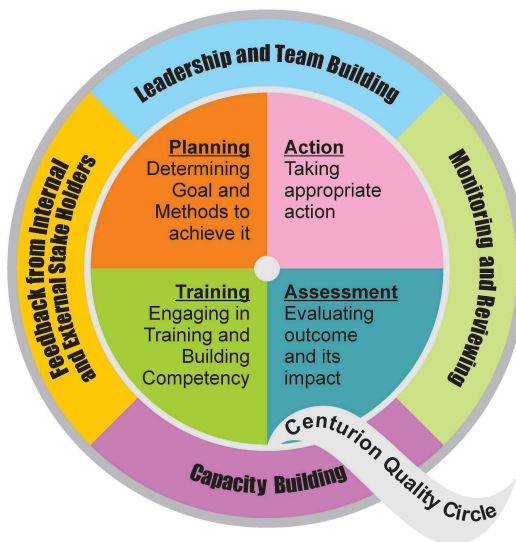 Leadership and Team Building
Feedback from Internal
and External Stake Holders
Planning
Determining
Goal and
Methods to
achieve it
Action
Taking
appropriate
action
Monitoring and Reviewing
Training
Engaging in
Training and
Building
Competency
Assessment
Evaluating
outcome
and its
impact
Capacity Building
Centurion Quality Circle